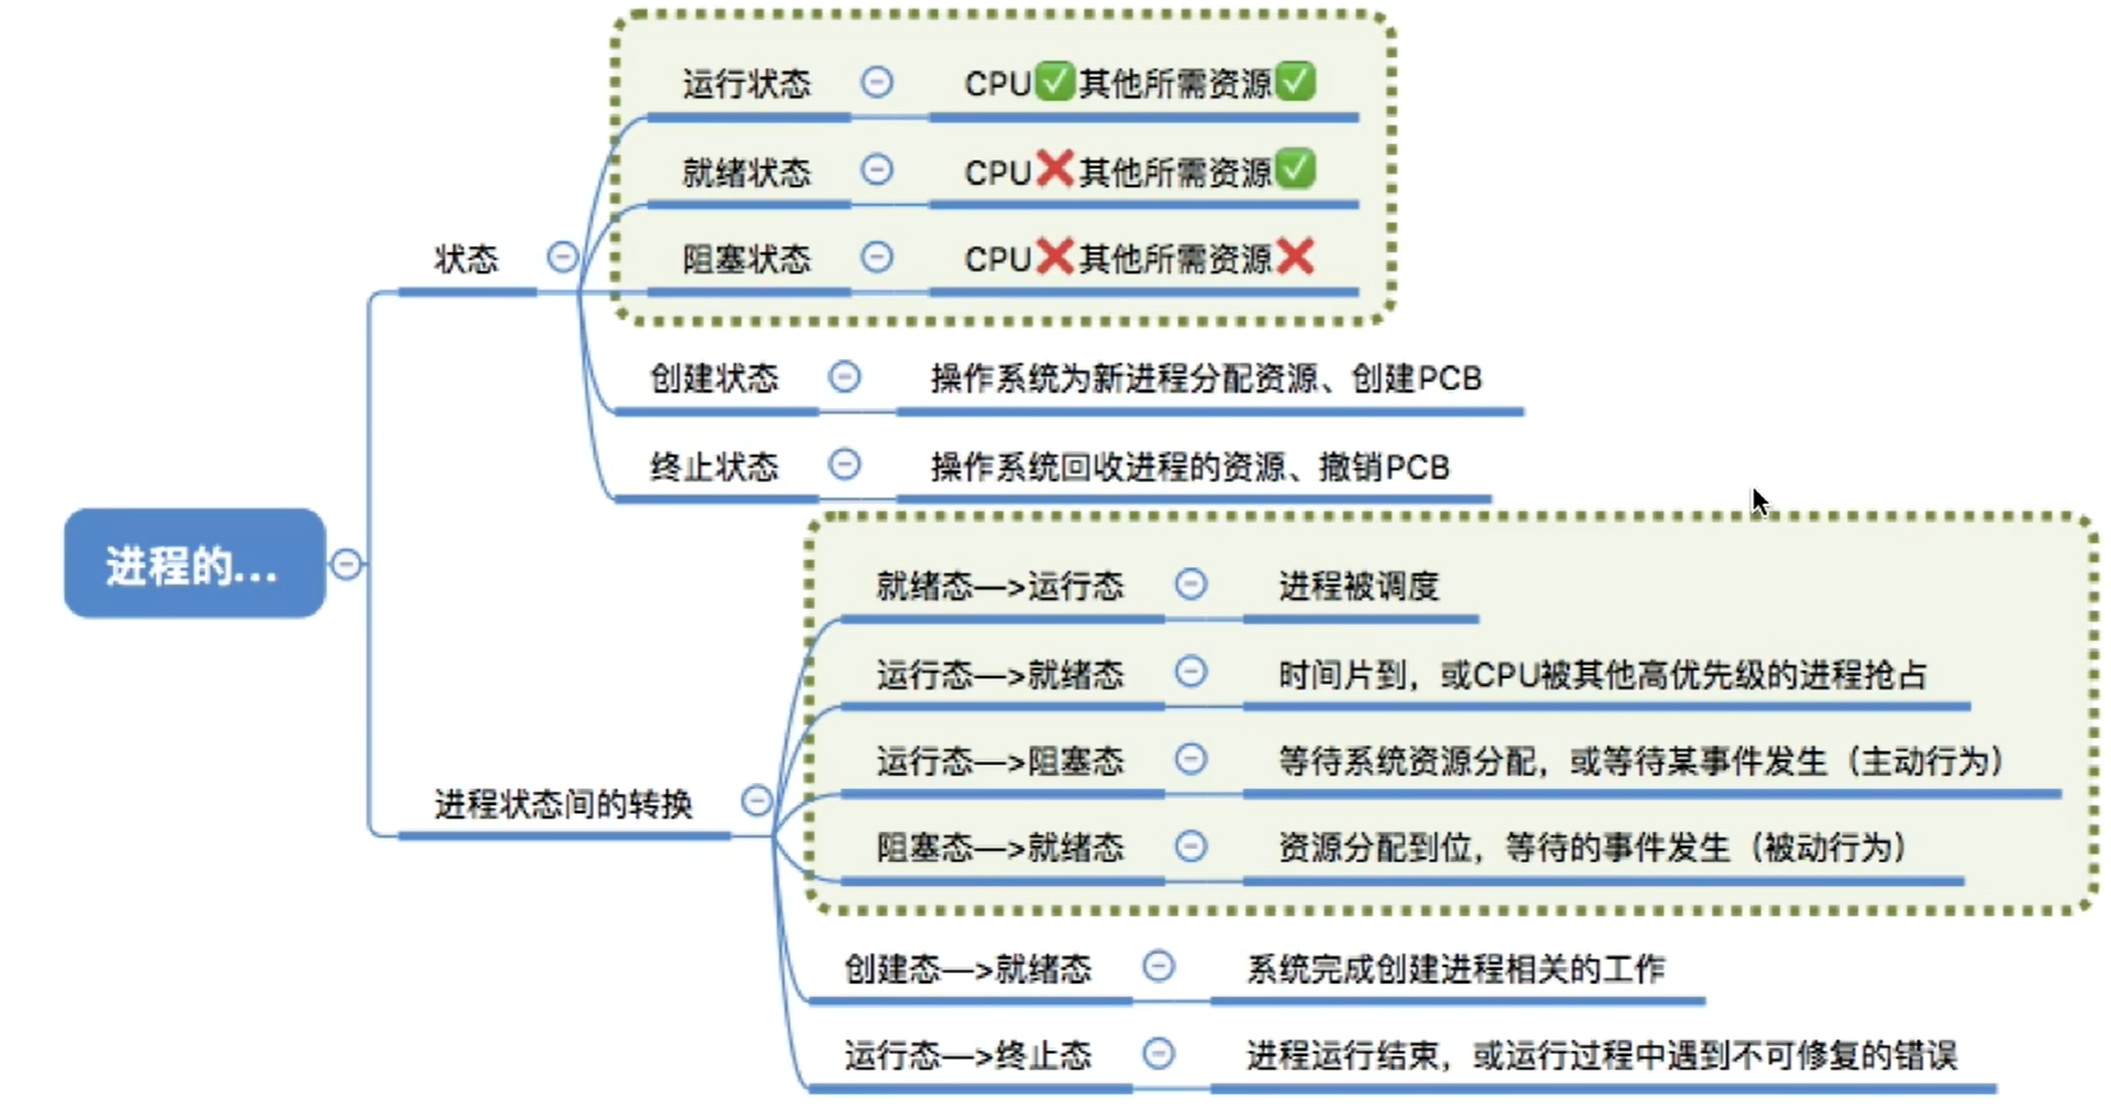 运行状态 CPU✅其他所需资源✅
就绪状态 CPU❌其他所需资源✅
状态 阻塞状态 CPU❌其他所需资源❌
创建状态 操作系统为新进程分配资源、创建PCB
终止状态 操作系统回收进程的资源、撤销PCB
进程的...
就绪态—>运行态 进程被调度
运行态—>就绪态 时间片到，或CPU被其他高优先级的进程抢占
运行态—>阻塞态 等待系统资源分配，或等待某事件发生（主动行为）
进程状态间的转换
阻塞态—>就绪态 资源分配到位，等待的事件发生（被动行为）
创建态—>就绪态 系统完成创建进程相关的工作
运行态—>终止态 进程运行结束，或运行过程中遇到不可修复的错误